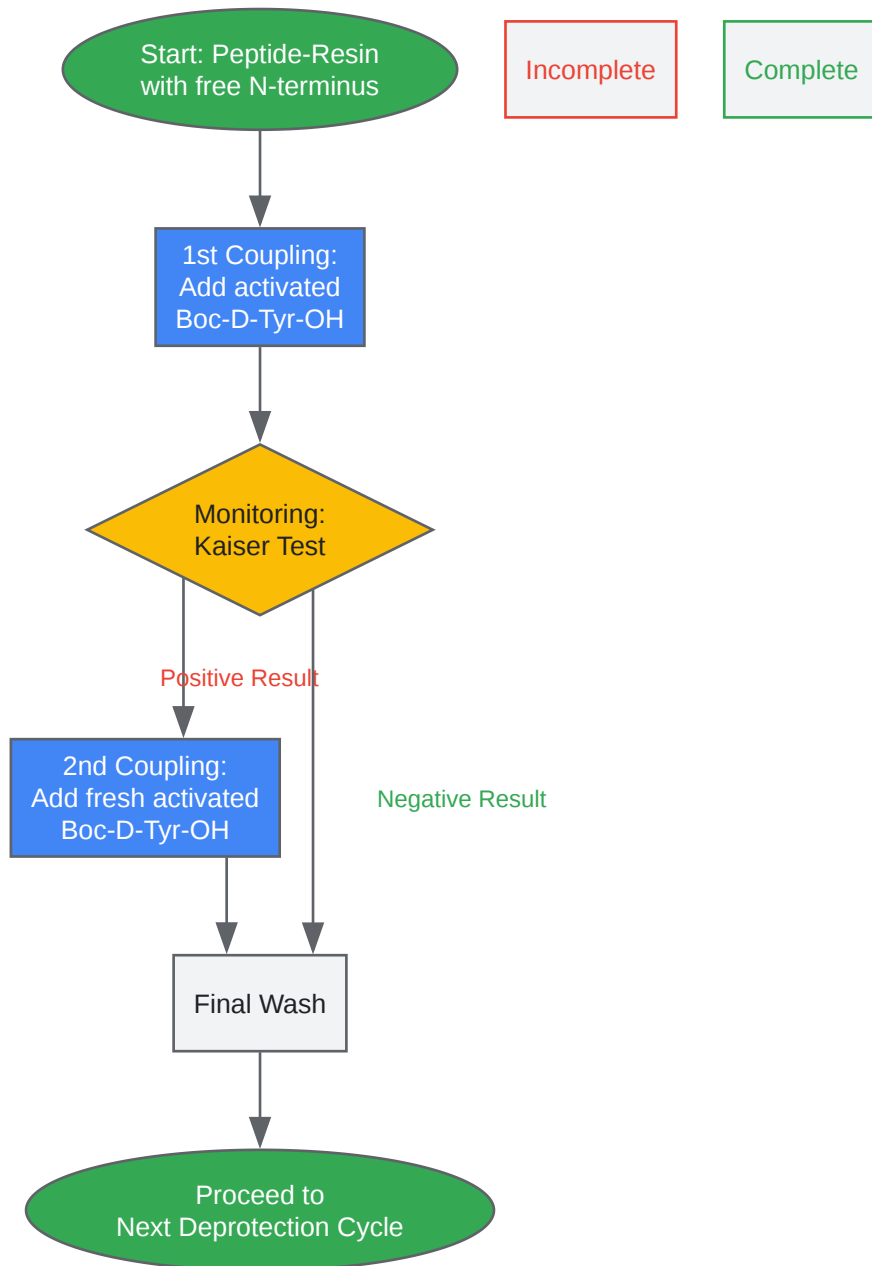 Start: Peptide-Resin
with free N-terminus
Incomplete
Complete
1st Coupling:
Add activated
Boc-D-Tyr-OH
Monitoring:
Kaiser Test
Positive Result
2nd Coupling:
Add fresh activated
Boc-D-Tyr-OH
Negative Result
Final Wash
Proceed to
Next Deprotection Cycle